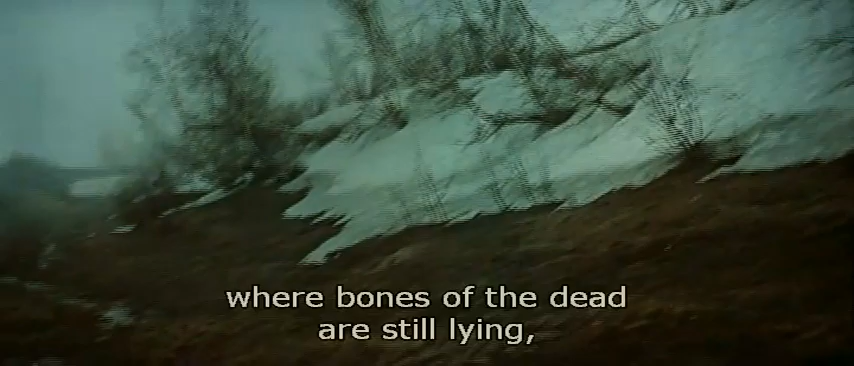 where bones of the dead
are still lying,